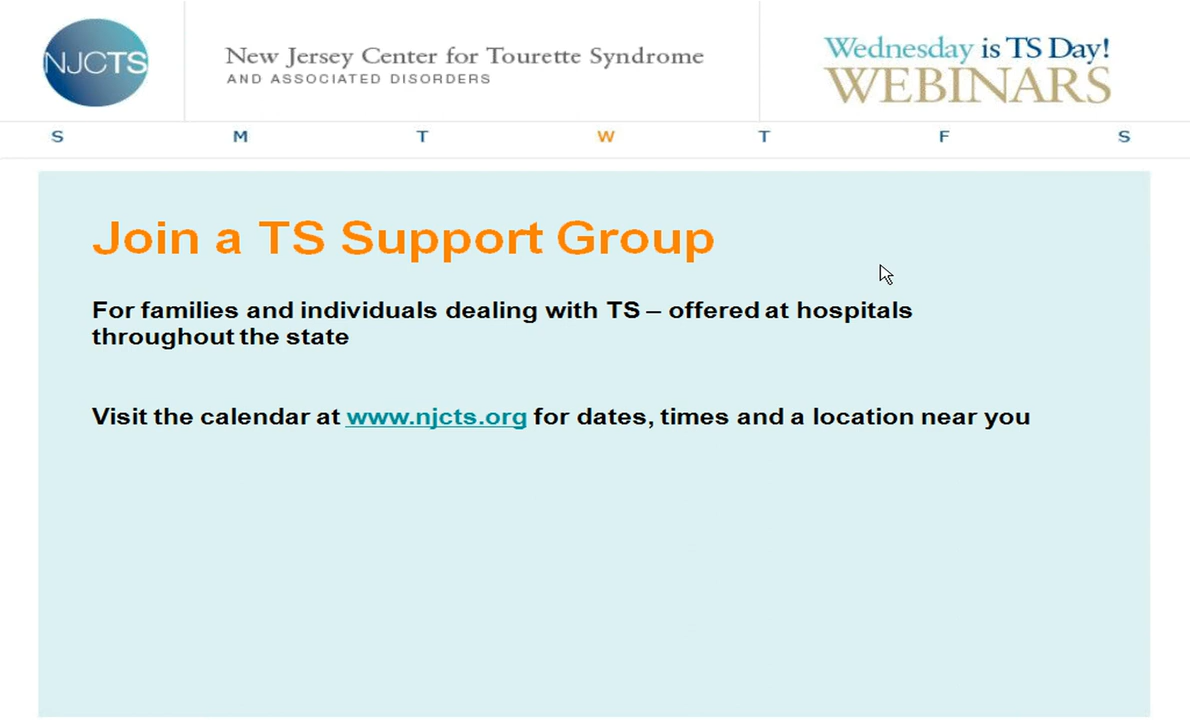 NJCTS
New Jersey Center for Tourette Syndrome
AND ASSOCIATED DISORDERS
Wednesday is TS Day!
WEBINARS
S M T W T F S
Join a TS Support Group
For families and individuals dealing with TS – offered at hospitals
throughout the state
Visit the calendar at www.njcts.org for dates, times and a location near you